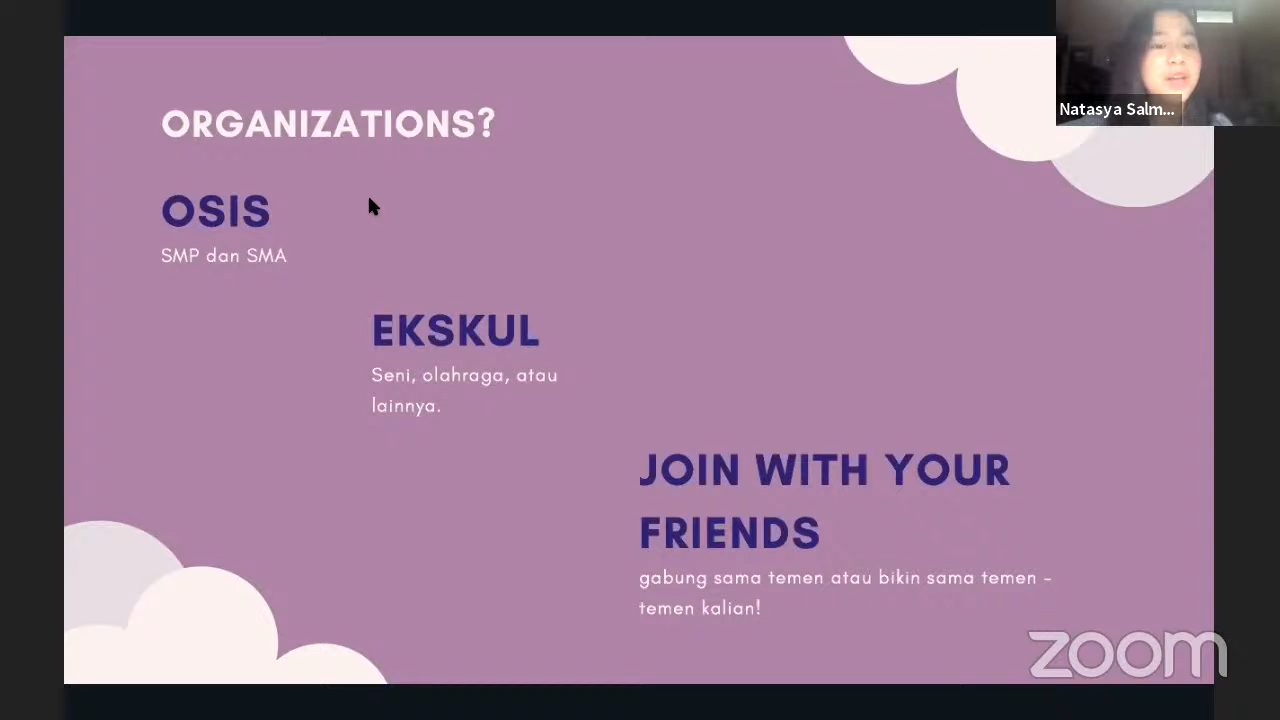 Natasya Salm...
ORGANIZATIONS?
OSIS
SMP dan SMA
EKSKUL
Seni, olahraga, atau
lainnya.
JOIN WITH YOUR
FRIENDS
gabung sama temen atau bikin sama temen -
temen kalian!
zoom